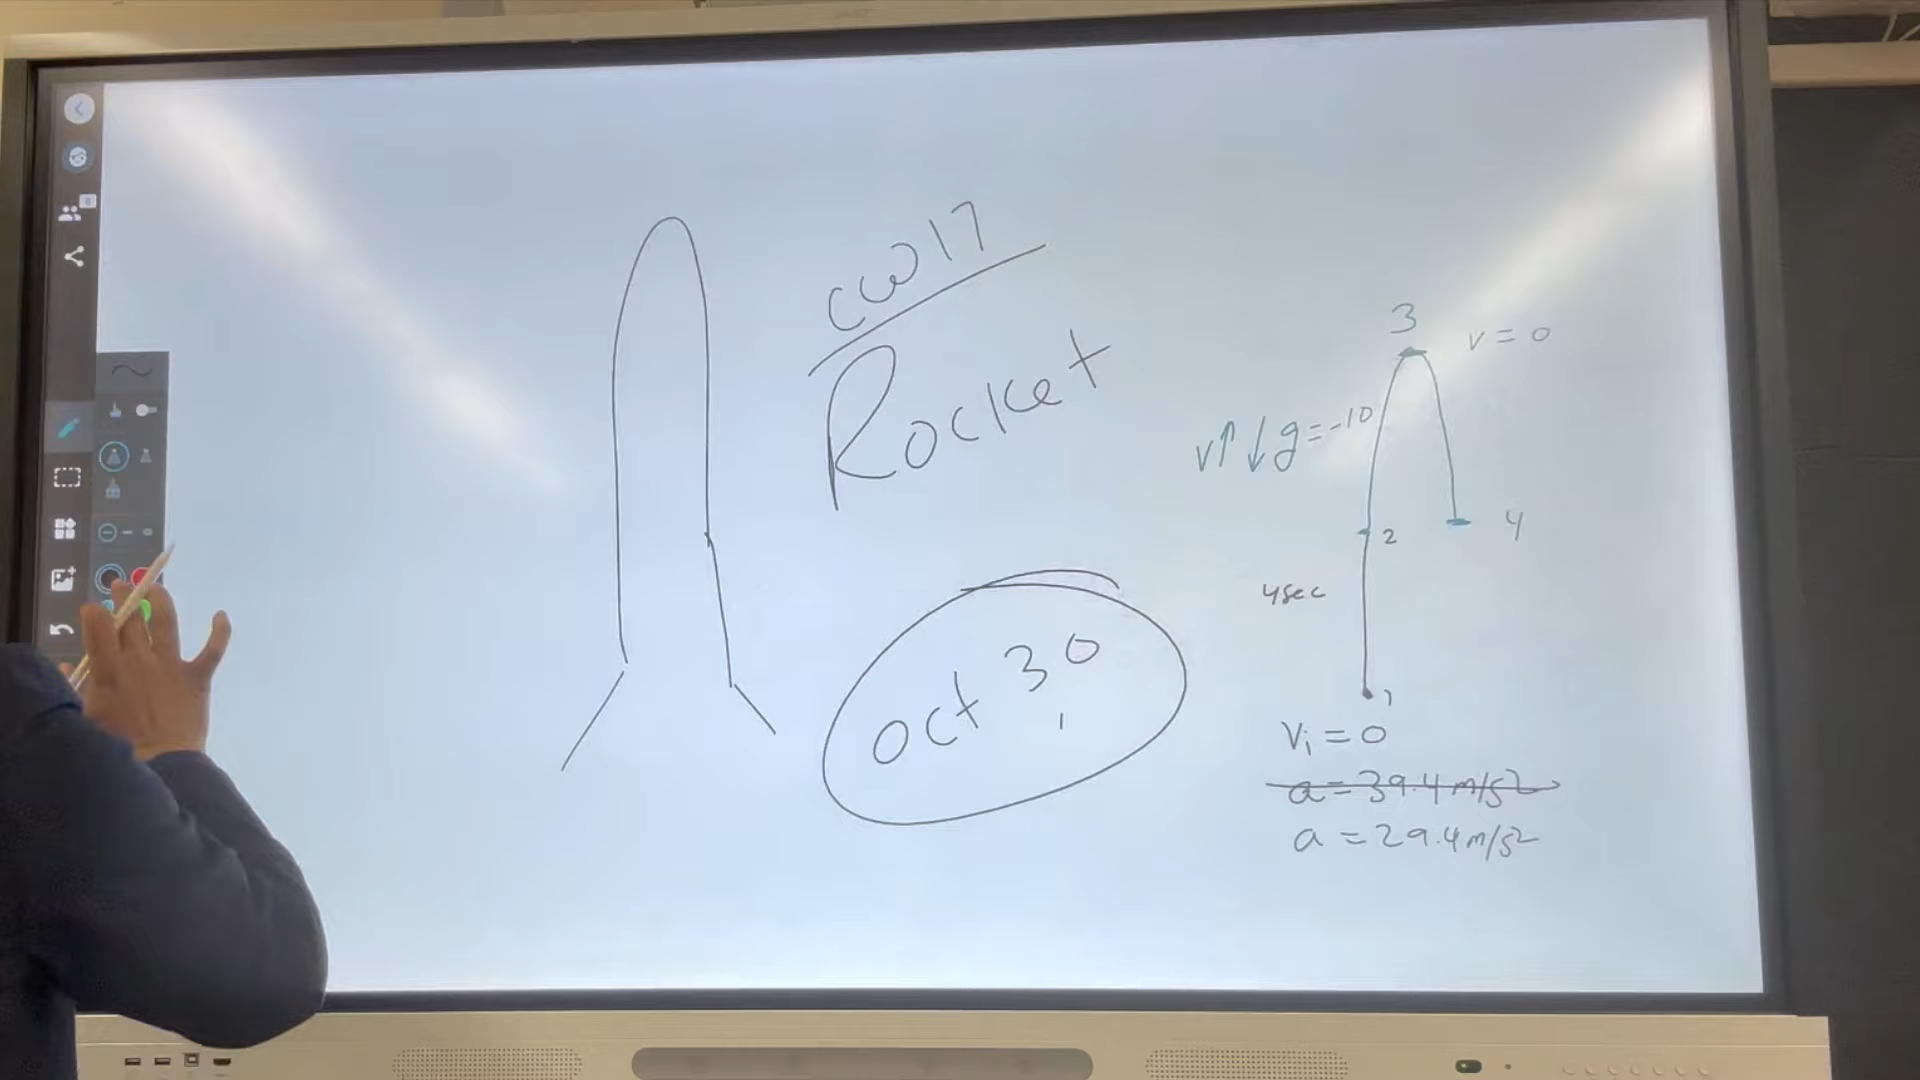 cw17
Rocket
oct 30,
3
v = 0
v↑ ↓g=-10
2
4
4sec
1
Vi = 0
a = 39.4 m/s2
a = 29.4 m/s2